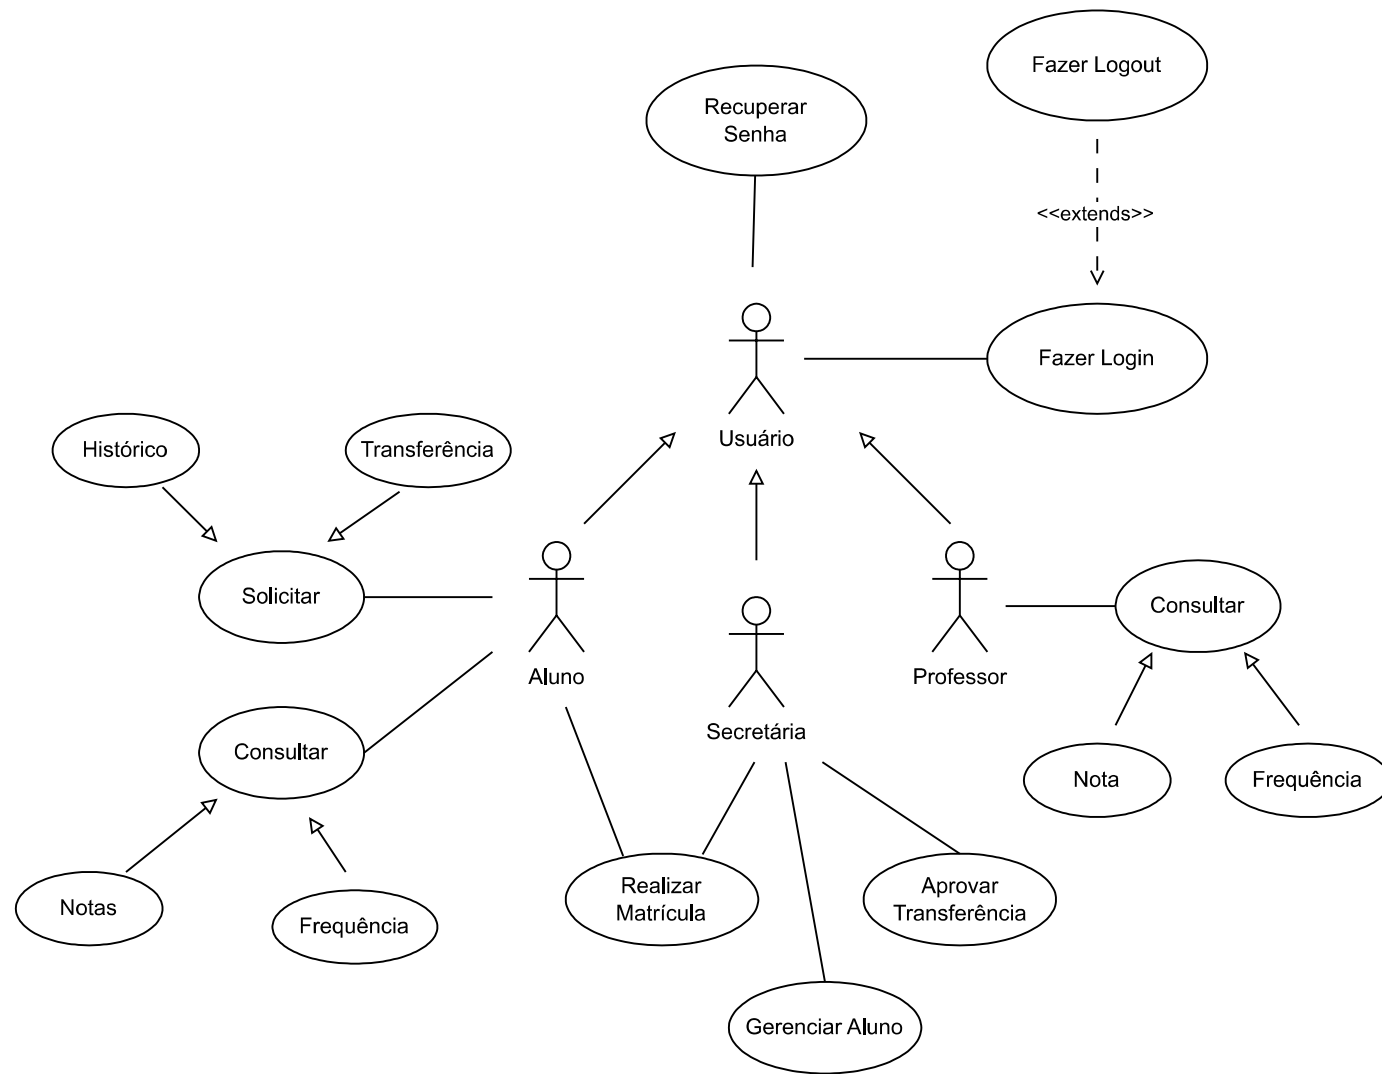 Fazer Logout
Recuperar
Senha
<<extends>>
Fazer Login
Usuário
Histórico
Transferência
Solicitar
Consultar
Aluno
Professor
Secretária
Consultar
Nota
Frequência
Notas
Frequência
Realizar
Matrícula
Aprovar
Transferência
Gerenciar Aluno